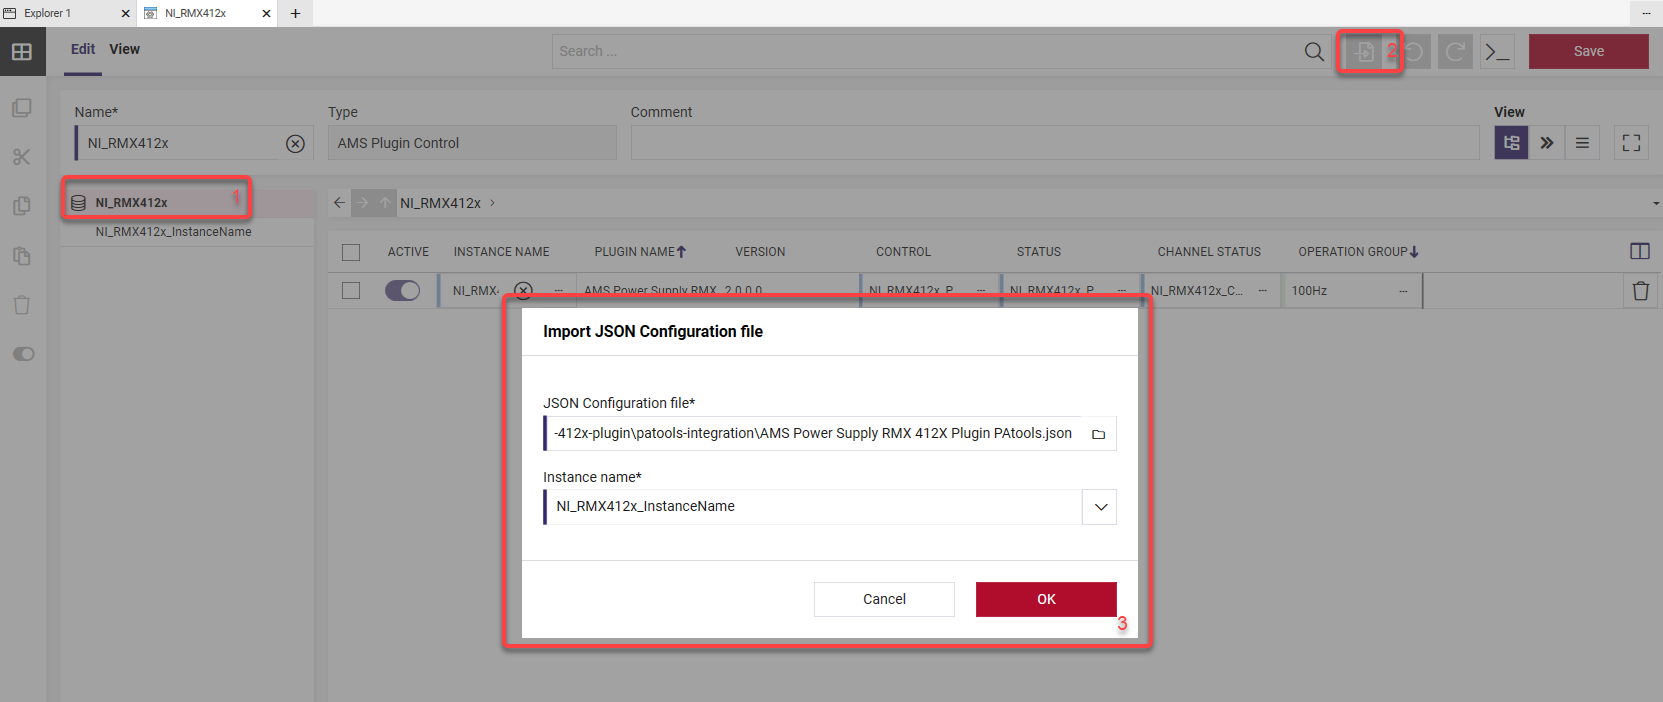 Explorer 1
NI_RMX412x
Edit View
Search ...
2
Save
Name*
Type
Comment
View
NI_RMX412x
AMS Plugin Control
NI_RMX412x 1
NI_RMX412x_InstanceName
NI_RMX412x
ACTIVE INSTANCE NAME PLUGIN NAME VERSION CONTROL STATUS CHANNEL STATUS OPERATION GROUP
NI_RMX4 ... AMS Power Supply RMX 2.0.0.0 NI_RMX412x_P ... NI_RMX412x_P ... NI_RMX412x_C... ... 100Hz ...
Import JSON Configuration file
JSON Configuration file*
-412x-plugin\patools-integration\AMS Power Supply RMX 412X Plugin PAtools.json
Instance name*
NI_RMX412x_InstanceName
Cancel
OK
3